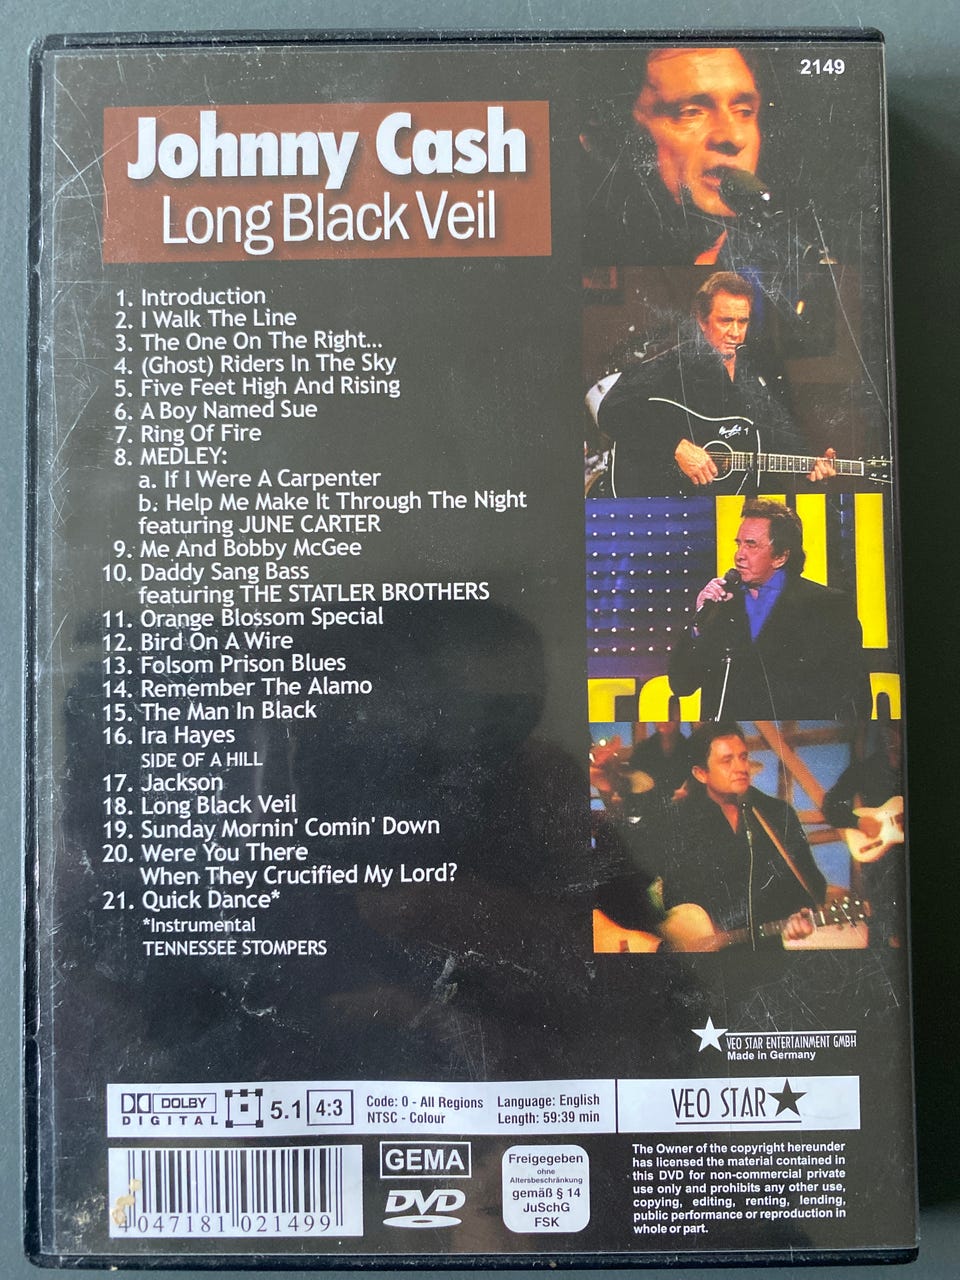 2149
Johnny Cash
Long Black Veil
1. Introduction
2. I Walk The Line
3. The One On The Right...
4. (Ghost) Riders In The Sky
5. Five Feet High And Rising
6. A Boy Named Sue
7. Ring Of Fire
8. MEDLEY:
a. If I Were A Carpenter
b. Help Me Make It Through The Night
featuring JUNE CARTER
9. Me And Bobby McGee
10. Daddy Sang Bass
featuring THE STATLER BROTHERS
11. Orange Blossom Special
12. Bird On A Wire
13. Folsom Prison Blues
14. Remember The Alamo
15. The Man In Black
16. Ira Hayes
SIDE OF A HILL
17. Jackson
18. Long Black Veil
19. Sunday Mornin' Comin' Down
20. Were You There
When They Crucified My Lord?
21. Quick Dance*
*Instrumental
TENNESSEE STOMPERS
VEO STAR ENTERTAINMENT GMBH
Made in Germany
DOLBY
DIGITAL
5.1
4:3
Code: 0 - All Regions
NTSC - Colour
Language: English
Length: 59:39 min
VEO STAR
4 047181 021499
GEMA
DVD
Freigegeben
ohne
Altersbeschränkung
gemäß § 14
JuSchG
FSK
The Owner of the copyright hereunder
has licensed the material contained in
this DVD for non-commercial private
use only and prohibits any other use,
copying, editing, renting, lending,
public performance or reproduction in
whole or part.